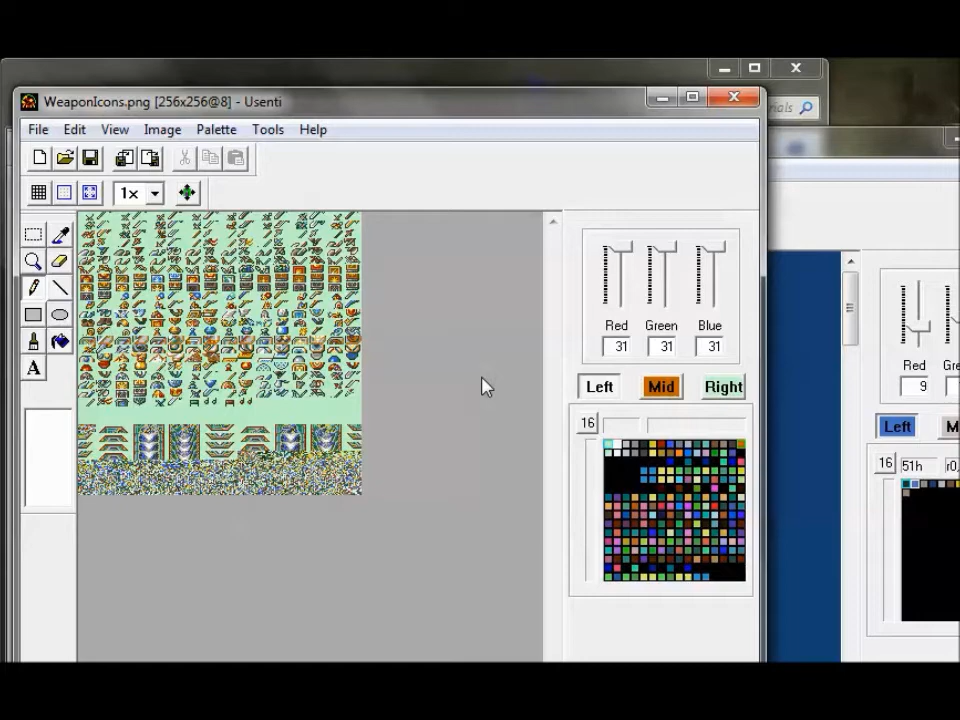 WeaponIcons.png [256x256@8] - Usenti
File Edit View Image Palette Tools Help
1x
Red Green Blue
31 31 31
Left Mid Right
16
A
Red
9
Left M
16 51h